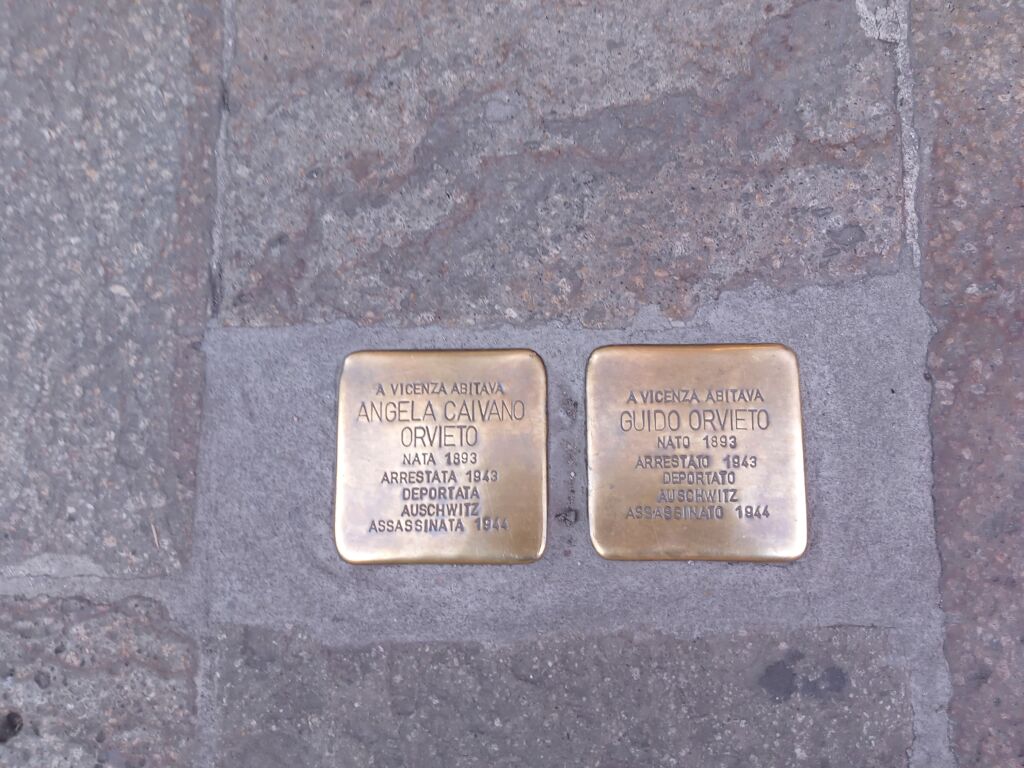 A VICENZA ABITAVA
ANGELA CAIVANO
ORVIETO
NATA 1893
ARRESTATA 1943
DEPORTATA
AUSCHWITZ
ASSASSINATA 1944
A VICENZA ABITAVA
GUIDO ORVIETO
NATO 1893
ARRESTATO 1943
DEPORTATO
AUSCHWITZ
ASSASSINATO 1944